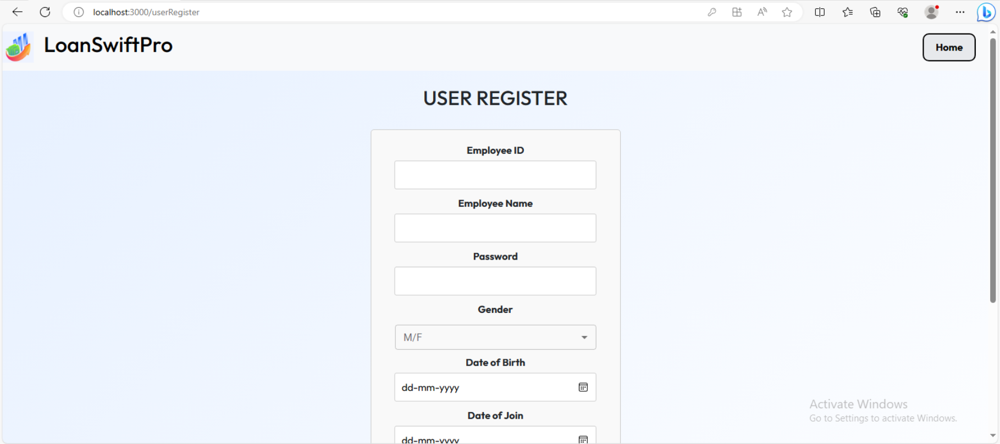 localhost:3000/userRegister
LoanSwiftPro
Home
USER REGISTER
Employee ID
Employee Name
Password
Gender
M/F
Date of Birth
dd-mm-yyyy
Date of Join
dd-mm-yyyy
Activate Windows
Go to Settings to activate Windows.